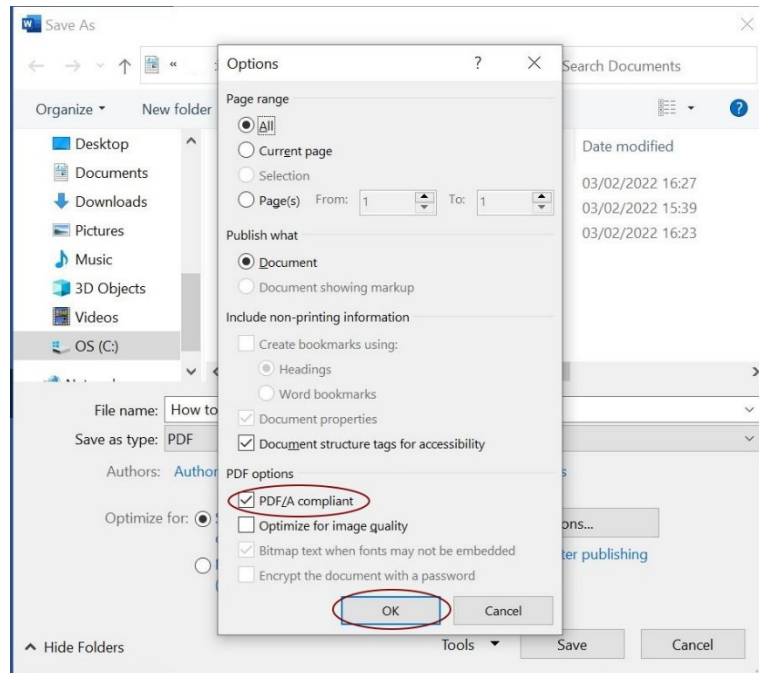 Save As
«
Search Documents
Organize
New folder
Desktop
Documents
Downloads
Pictures
Music
3D Objects
Videos
OS (C:)
Date modified
03/02/2022 16:27
03/02/2022 15:39
03/02/2022 16:23
File name: How to
Save as type: PDF
Authors: Author
Optimize for:
ter publishing
Hide Folders
Tools
Save
Cancel
Options
?
Page range
All
Current page
Selection
Page(s) From: 1 To: 1
Publish what
Document
Document showing markup
Include non-printing information
Create bookmarks using:
Headings
Word bookmarks
Document properties
Document structure tags for accessibility
PDF options
PDF/A compliant
Optimize for image quality
Bitmap text when fonts may not be embedded
Encrypt the document with a password
OK
Cancel